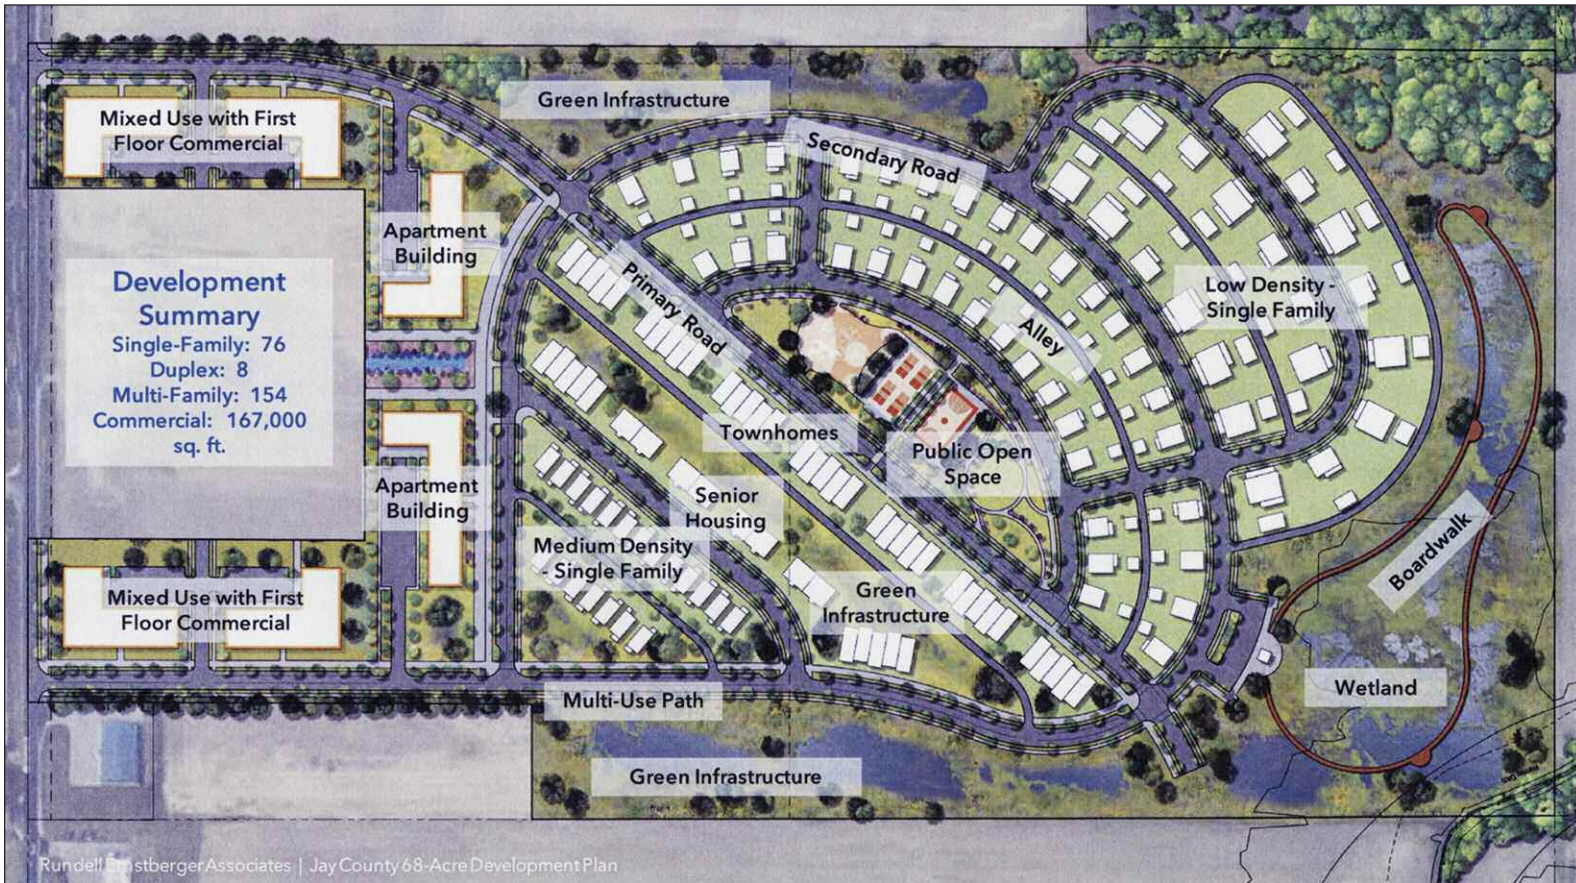 Green Infrastructure
Mixed Use with First
Floor Commercial
Secondary Road
Apartment
Building
Development
Summary
Single-Family: 76
Duplex: 8
Multi-Family: 154
Commercial: 167,000
sq. ft.
Primary Road
Low Density -
Single Family
Alley
Townhomes
Public Open
Space
Apartment
Building
Senior
Housing
Medium Density
- Single Family
Boardwalk
Mixed Use with First
Floor Commercial
Green
Infrastructure
Wetland
Multi-Use Path
Green Infrastructure
Rundell Ernstberger Associates | Jay County 68-Acre Development Plan